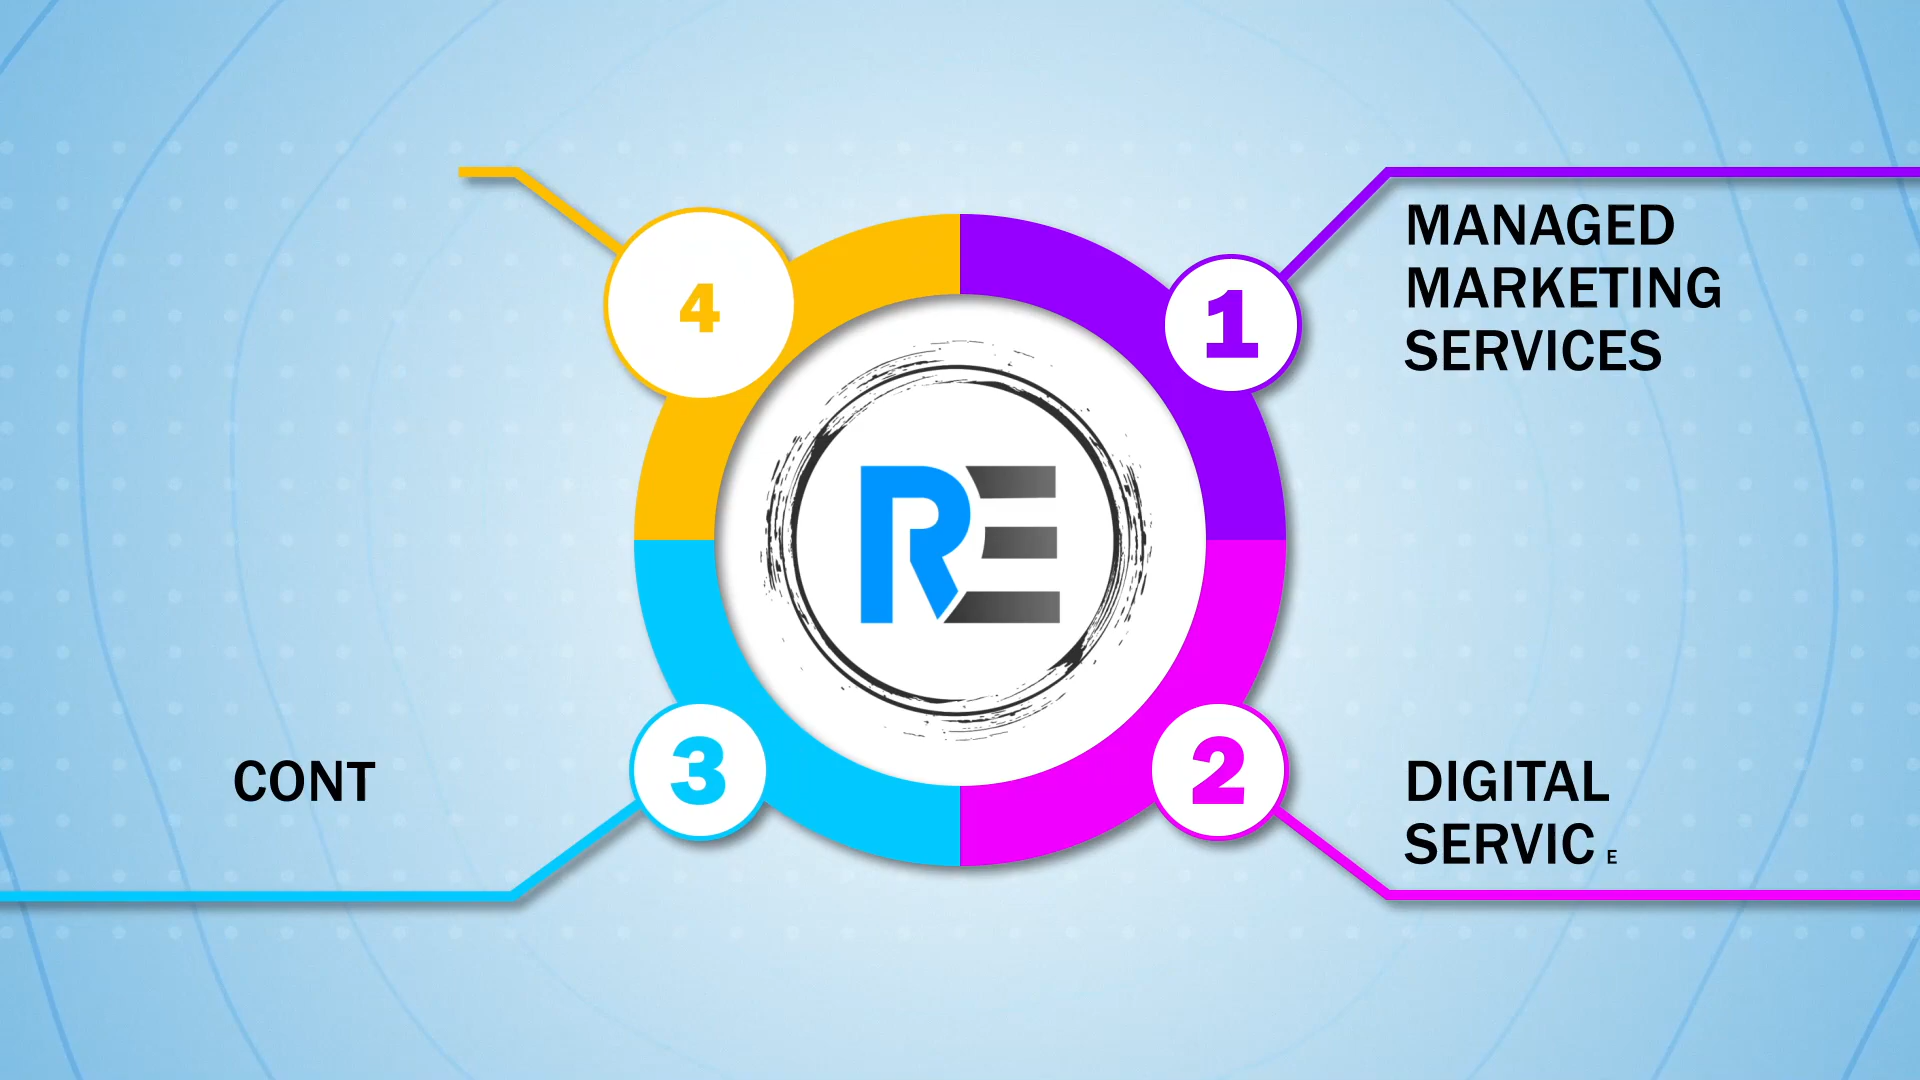 4
1
MANAGED
MARKETING
SERVICES
RE
3
CONT
2
DIGITAL
SERVIC E